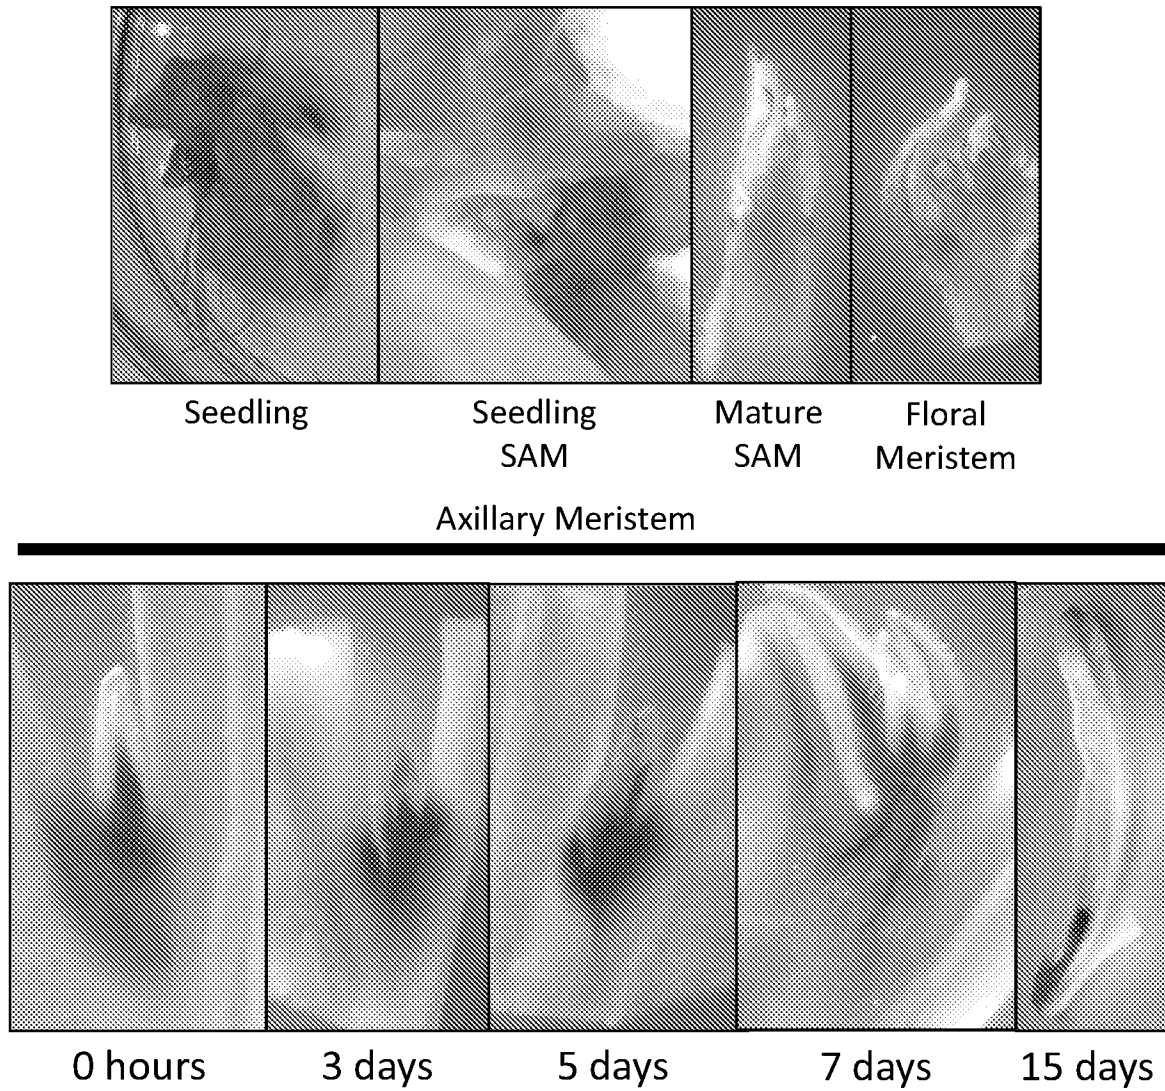 Seedling
Seedling
SAM
Mature
SAM
Floral
Meristem
Axillary Meristem
0 hours
3 days
5 days
7 days
15 days